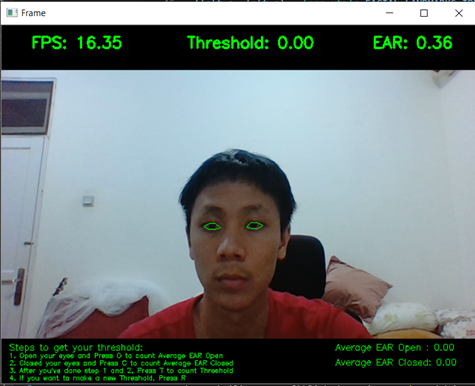 Frame
FPS: 16.35 Threshold: 0.00 EAR: 0.36
Steps to get your threshold:
1. Open your eyes and Press O to count Average EAR Open
2. Closed your eyes and Press C to count Average EAR Closed
3. After you've done step 1 and 2, Press T to count Threshold
4. If you want to make a new Threshold, Press R
Average EAR Open : 0.00
Average EAR Closed: 0.00